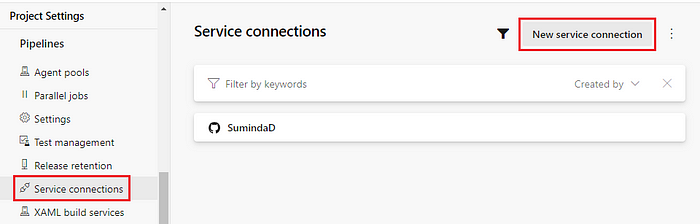 Project Settings
Pipelines
Agent pools
Parallel jobs
Settings
Test management
Release retention
Service connections
XAML build services
Service connections
New service connection
Filter by keywords
Created by
SumindaD